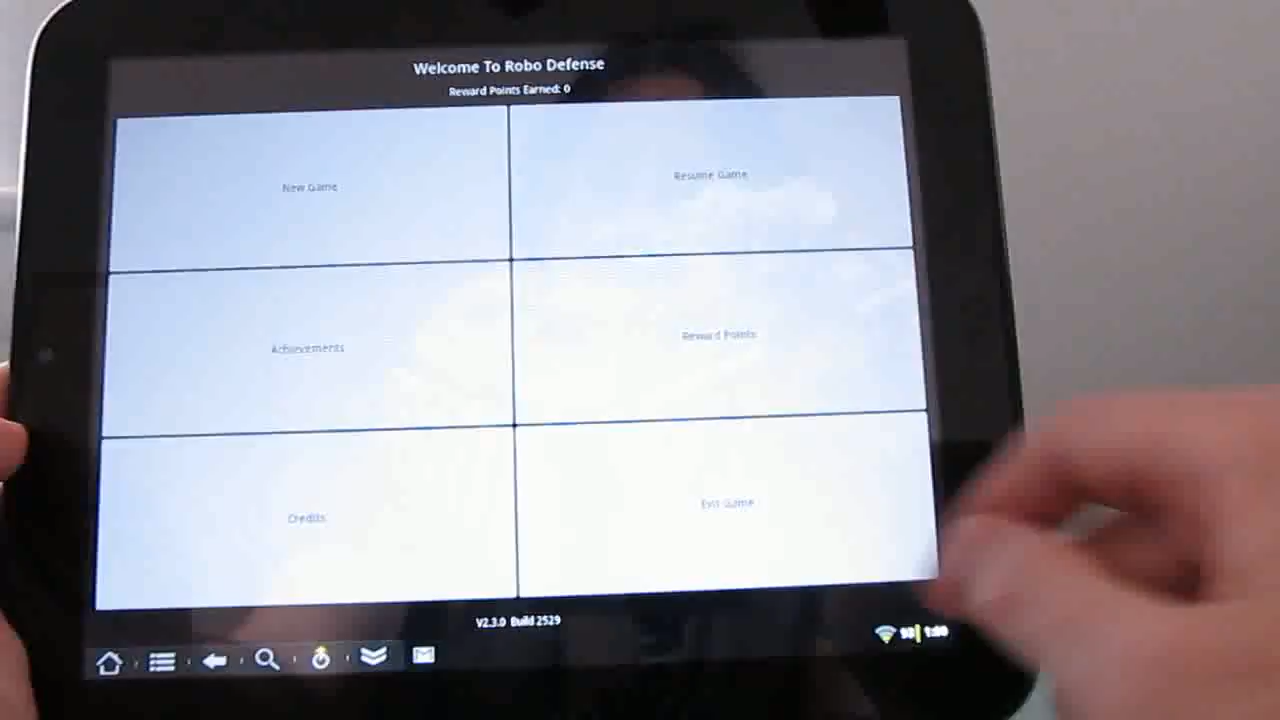 Welcome To Robo Defense
Reward Points Earned: 0
New Game
Resume Game
Achievements
Reward Points
Credits
Exit Game
V2.3.0 Build 2529